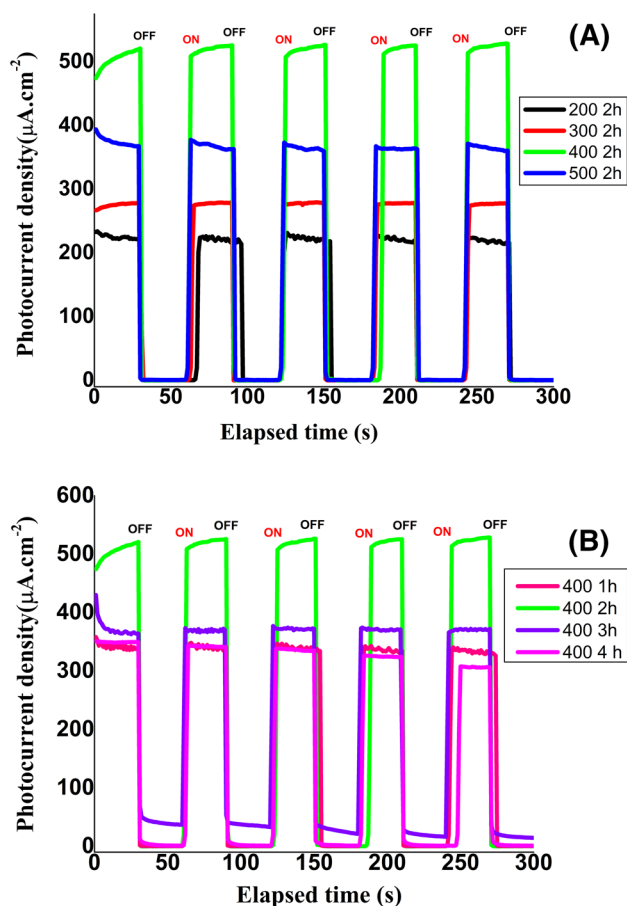 OFF ON OFF ON OFF ON OFF ON OFF
(A)
500
400
300
200
100
0
200 2h
300 2h
400 2h
500 2h
Photocurrent density(μA.cm-2)
0 50 100 150 200 250 300
Elapsed time (s)
600
500
400
300
200
100
0
OFF ON OFF ON OFF ON OFF ON OFF
(B)
400 1h
400 2h
400 3h
400 4 h
Photocurrent density(μA.cm-2)
0 50 100 150 200 250 300
Elapsed time (s)